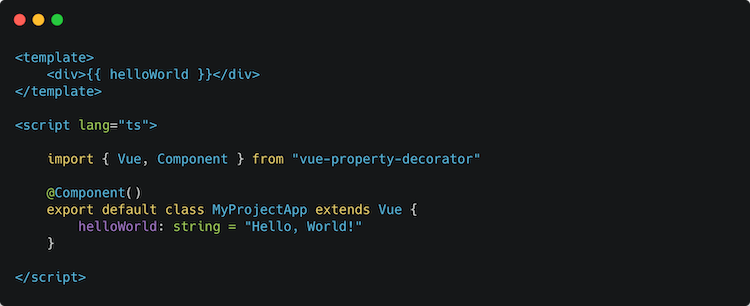 <template>
    <div>{{ helloWorld }}</div>
</template>

<script lang="ts">

    import { Vue, Component } from "vue-property-decorator"

    @Component()
    export default class MyProjectApp extends Vue {
        helloWorld: string = "Hello, World!"
    }

</script>